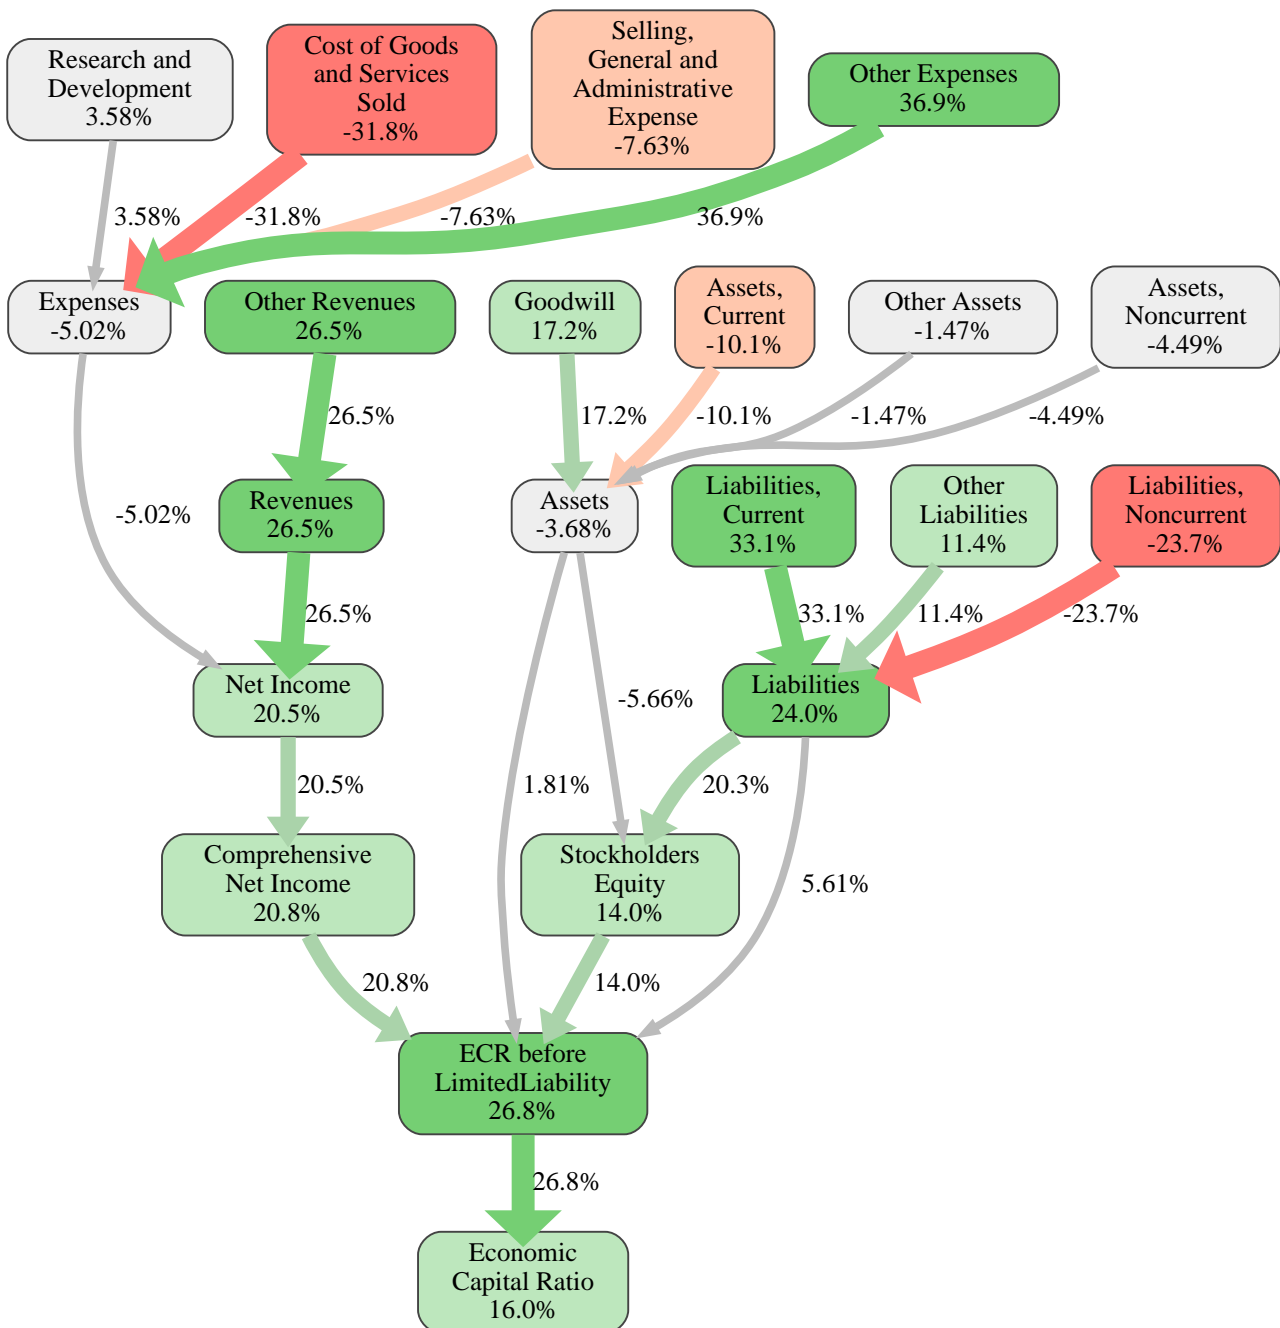 Research and
Development
3.58%
Cost of Goods
and Services
Sold
-31.8%
Selling,
General and
Administrative
Expense
-7.63%
Other Expenses
36.9%
3.58%
-31.8%
-7.63%
36.9%
Expenses
-5.02%
Other Revenues
26.5%
Goodwill
17.2%
Assets,
Current
-10.1%
Other Assets
-1.47%
Assets,
Noncurrent
-4.49%
26.5%
17.2%
-10.1%
-1.47%
-4.49%
-5.02%
Revenues
26.5%
Assets
-3.68%
Liabilities,
Current
33.1%
Other
Liabilities
11.4%
Liabilities,
Noncurrent
-23.7%
26.5%
33.1%
11.4%
-23.7%
Net Income
20.5%
-5.66%
Liabilities
24.0%
20.5%
1.81%
20.3%
Comprehensive
Net Income
20.8%
Stockholders
Equity
14.0%
5.61%
20.8%
14.0%
ECR before
LimitedLiability
26.8%
26.8%
Economic
Capital Ratio
16.0%